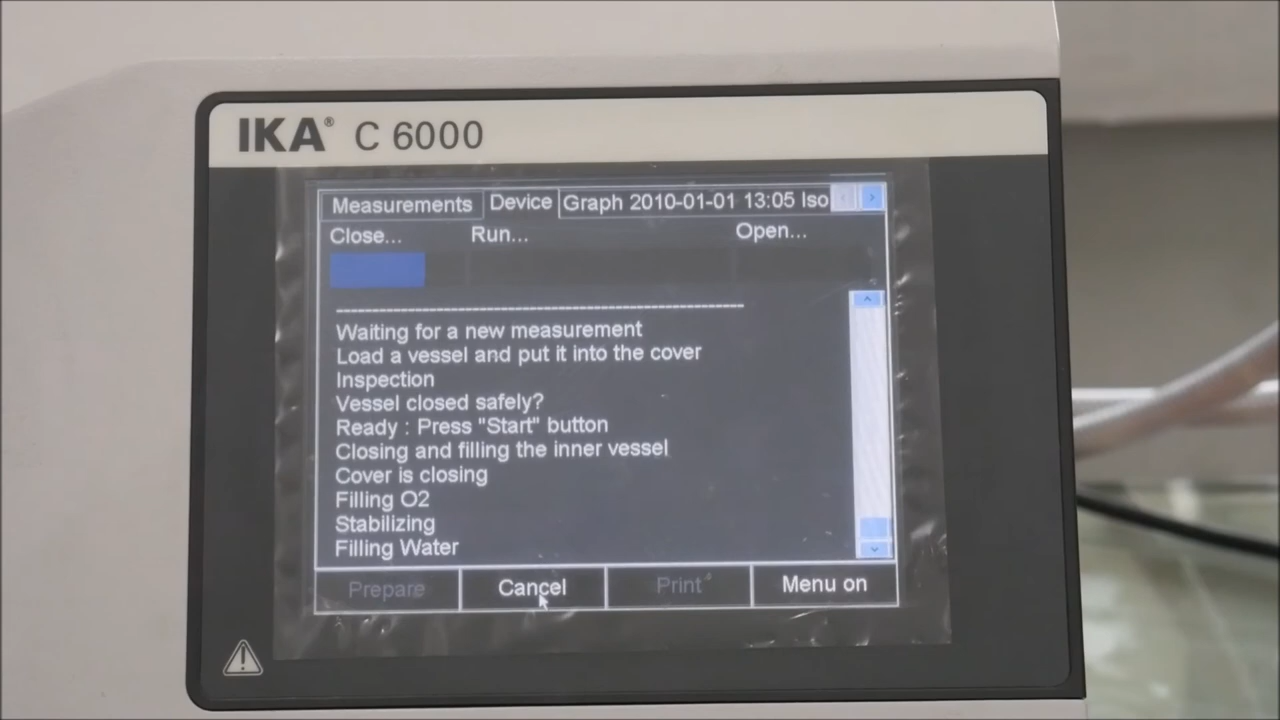 IKA® C 6000
Measurements Device Graph 2010-01-01 13:05 Iso
Close... Run... Open...
Waiting for a new measurement
Load a vessel and put it into the cover
Inspection
Vessel closed safely?
Ready : Press "Start" button
Closing and filling the inner vessel
Cover is closing
Filling O2
Stabilizing
Filling Water
Prepare Cancel Print Menu on